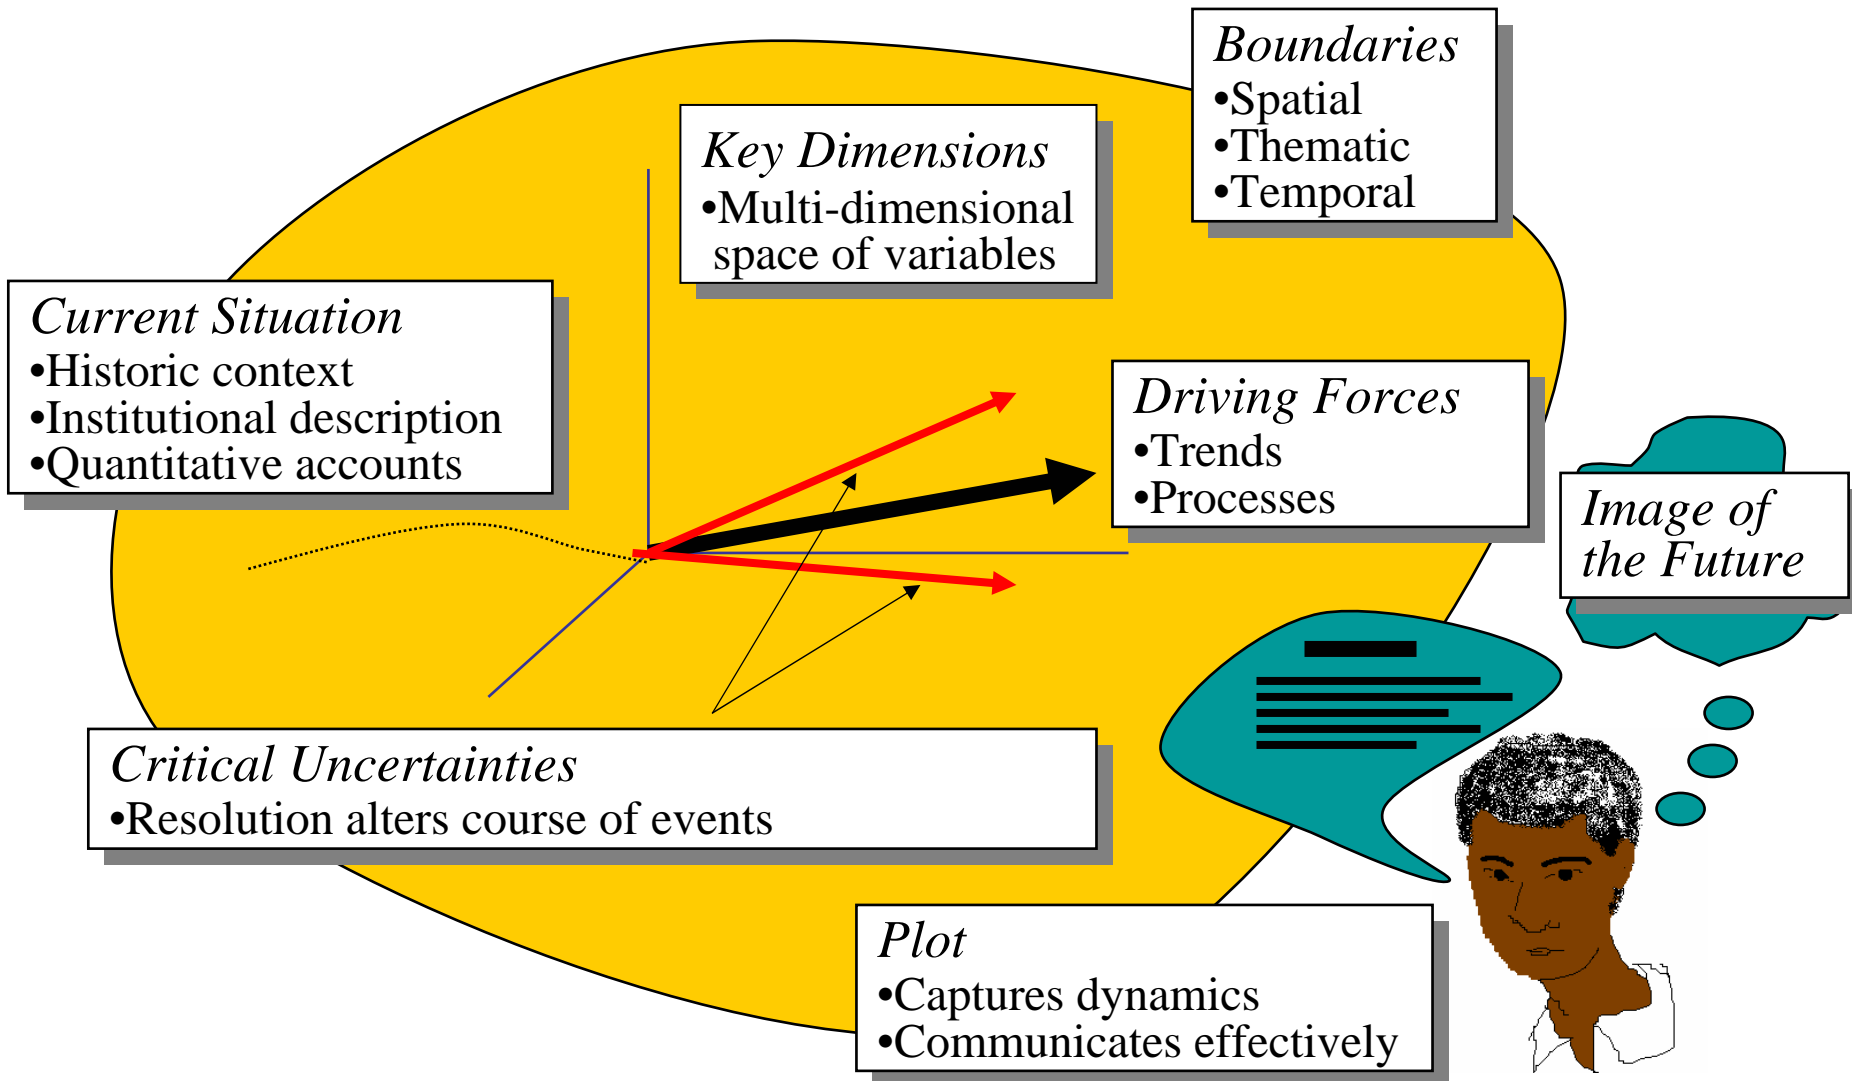 Boundaries
•Spatial
•Thematic
•Temporal
Key Dimensions
•Multi-dimensional
space of variables
Current Situation
•Historic context
•Institutional description
•Quantitative accounts
Driving Forces
•Trends
•Processes
Image of
the Future
Critical Uncertainties
•Resolution alters course of events
Plot
•Captures dynamics
•Communicates effectively